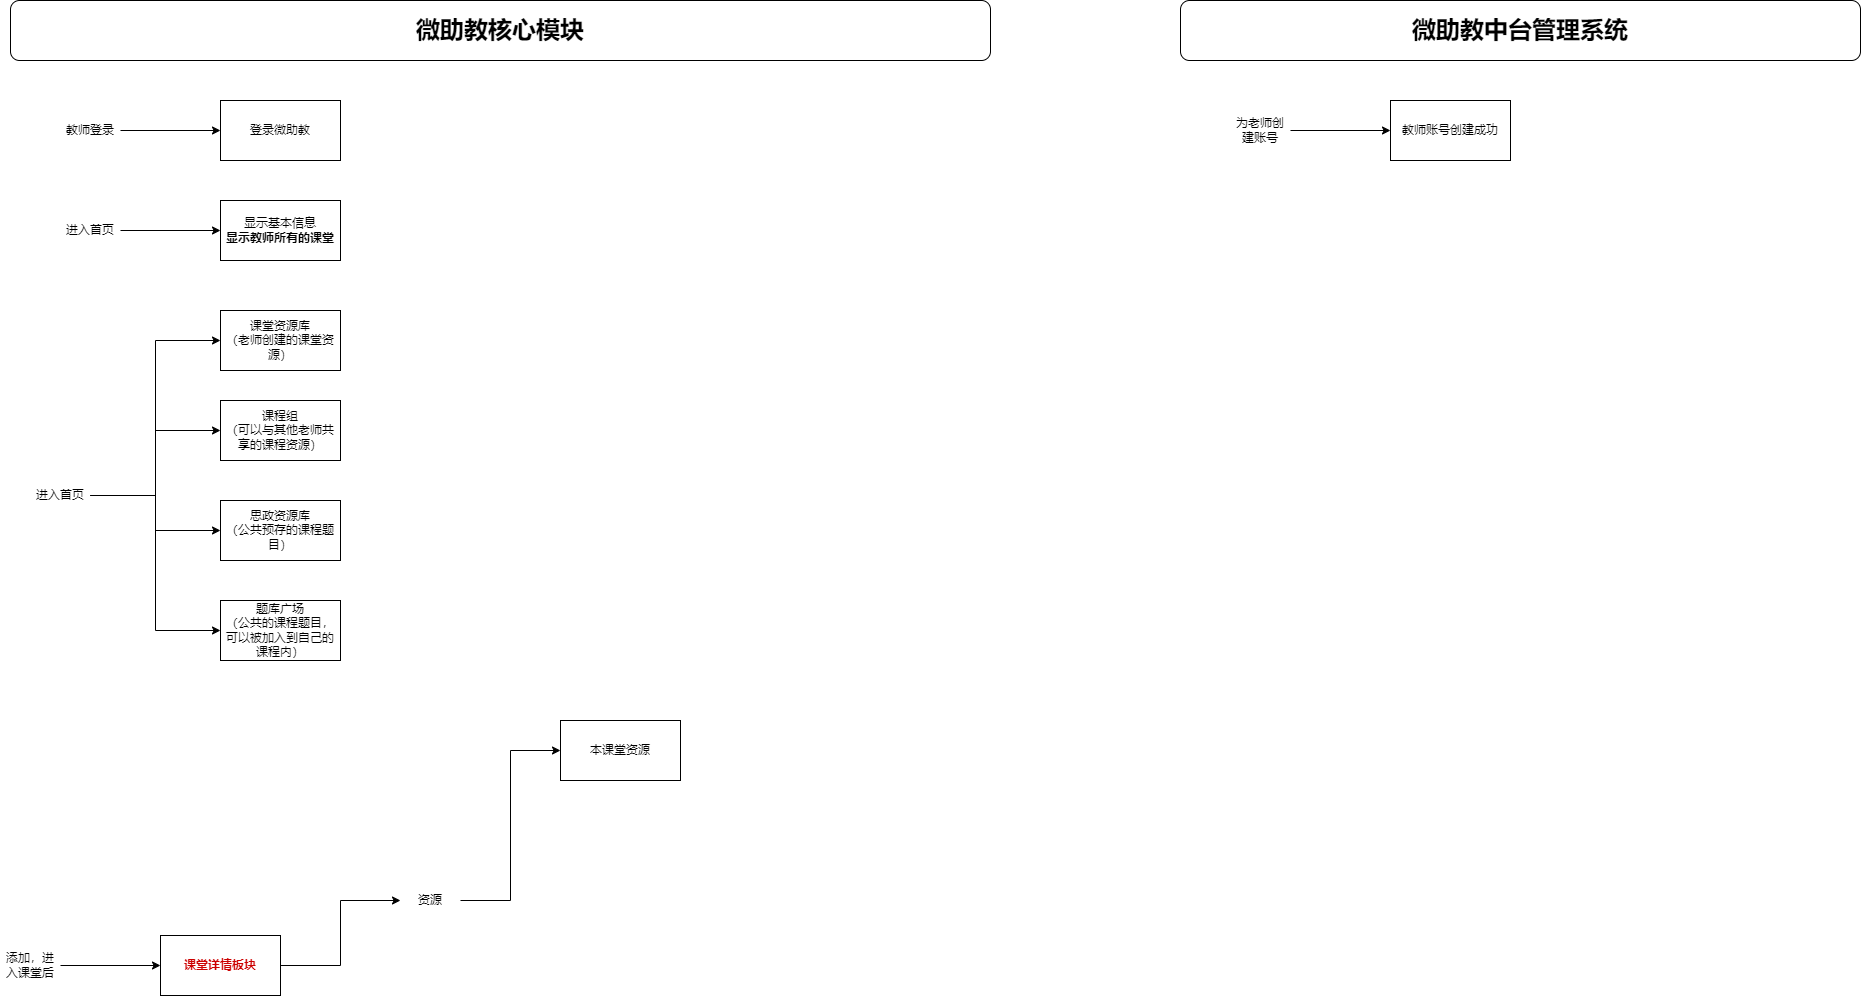 微助教核心模块
微助教中台管理系统
教师登录
登录微助教
为老师创
建账号
教师账号创建成功
进入首页
显示基本信息
显示教师所有的课堂
课堂资源库
（老师创建的课堂资
源）
课程组
（可以与其他老师共
享的课程资源）
进入首页
思政资源库
（公共预存的课程题
目）
题库广场
（公共的课程题目，
可以被加入到自己的
课程内）
本课堂资源
资源
添加，进
入课堂后
课堂详情板块